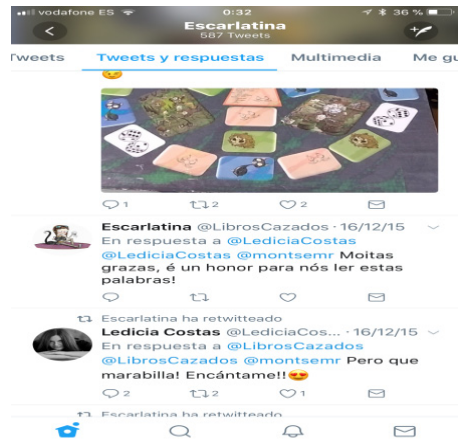 vodafone ES 0:32 36 %
Escarlatina
587 Tweets
Tweets Tweets y respuestas Multimedia Me gu
1 2 2
Escarlatina @LibrosCazados · 16/12/15
En respuesta a @LediciaCostas
@LediciaCostas @montsemr Moitas
grazas, é un honor para nós ler estas
palabras!
Escarlatina ha retwitteado
Ledicia Costas @LediciaCos... · 16/12/15
En respuesta a @LibrosCazados
@LibrosCazados @montsemr Pero que
marabilla! Encántame!!😍
2 2 1
Escarlatina ha retwitteado